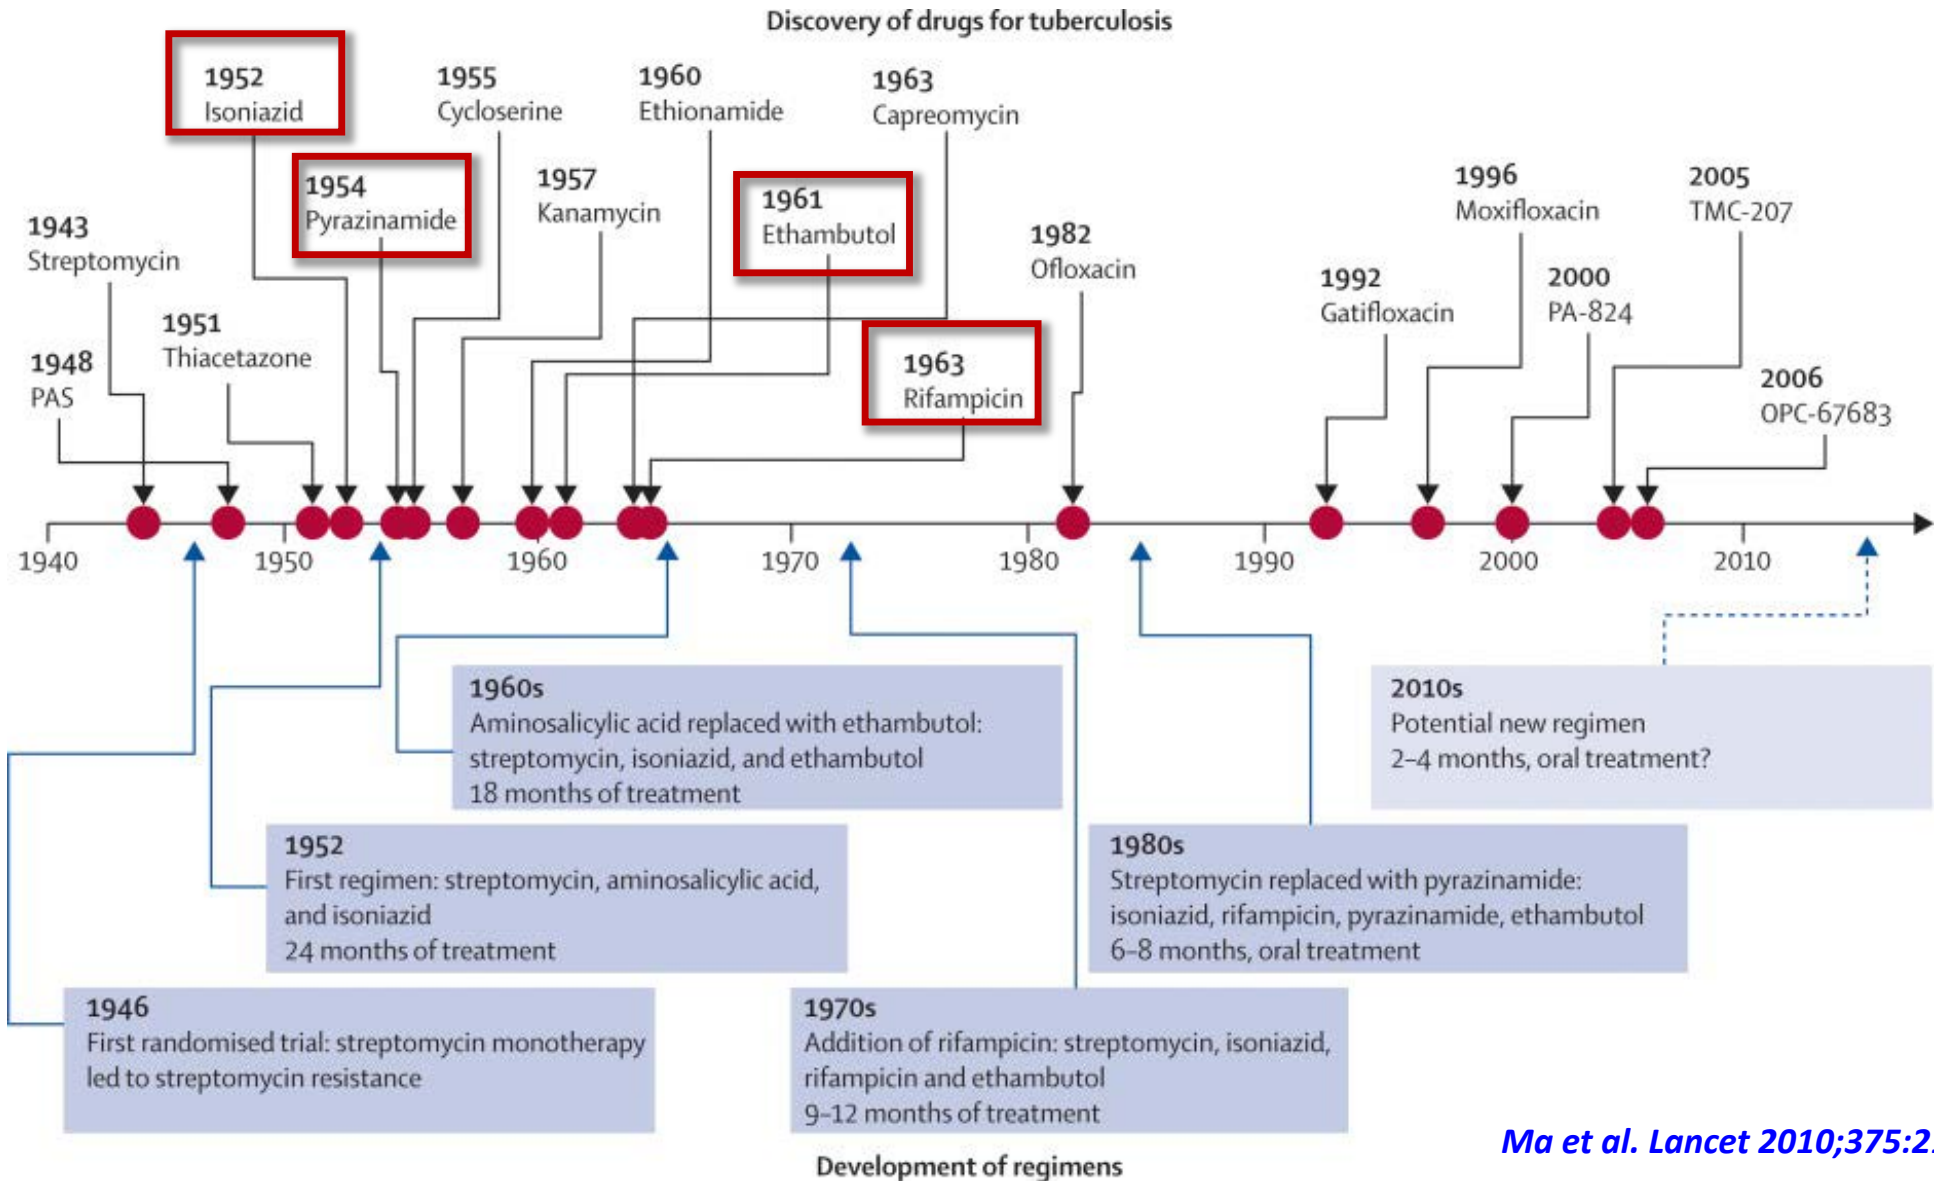 Discovery of drugs for tuberculosis
1952
Isoniazid
1955
Cycloserine
1960
Ethionamide
1963
Capreomycin
1954
Pyrazinamide
1957
Kanamycin
1961
Ethambutol
1996
Moxifloxacin
2005
TMC-207
1943
Streptomycin
1982
Ofloxacin
1992
Gatifloxacin
2000
PA-824
1951
Thiacetazone
1948
PAS
1963
Rifampicin
2006
OPC-67683
1940
1950
1960
1970
1980
1990
2000
2010
1960s
Aminosalicylic acid replaced with ethambutol:
streptomycin, isoniazid, and ethambutol
18 months of treatment
2010s
Potential new regimen
2–4 months, oral treatment?
1952
First regimen: streptomycin, aminosalicylic acid,
and isoniazid
24 months of treatment
1980s
Streptomycin replaced with pyrazinamide:
isoniazid, rifampicin, pyrazinamide, ethambutol
6–8 months, oral treatment
1946
First randomised trial: streptomycin monotherapy
led to streptomycin resistance
1970s
Addition of rifampicin: streptomycin, isoniazid,
rifampicin and ethambutol
9–12 months of treatment
Ma et al. Lancet 2010;375:2
Development of regimens